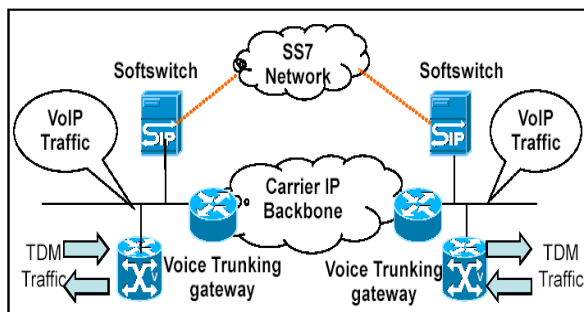 SS7
Network
Softswitch
Softswitch
VoIP
Traffic
VoIP
Traffic
SIP
SIP
Carrier IP
Backbone
TDM
Traffic
V
Voice Trunking
gateway
Voice Trunking
gateway
V
TDM
Traffic